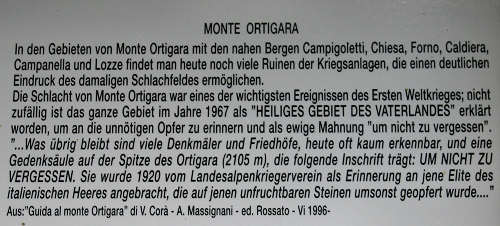 MONTE ORTIGARA
In den Gebieten von Monte Ortigara mit den nahen Bergen Campigoletti, Chiesa, Forno, Caldiera,
Campanella und Lozze findet man heute noch viele Ruinen der Kriegsanlagen, die einen deutlichen
Eindruck des damaligen Schlachfeldes ermöglichen.
Die Schlacht von Monte Ortigara war eines der wichtigsten Ereignissen des Ersten Weltkrieges; nicht
zufällig ist das ganze Gebiet im Jahre 1967 als "HEILIGES GEBIET DES VATERLANDES" erklärt
worden, um an die unnötigen Opfer zu erinnern und als ewige Mahnung "um nicht zu vergessen".
"...Was übrig bleibt sind viele Denkmäler und Friedhöfe, heute oft kaum erkennbar, und eine
Gedenksäule auf der Spitze des Ortigara (2105 m), die folgende Inschrift trägt: UM NICHT ZU
VERGESSEN. Sie wurde 1920 vom Landesalpenkriegerverein als Erinnerung an jene Elite des
italienischen Heeres angebracht, die auf jenen unfruchtbaren Steinen umsonst geopfert wurde...."
Aus:"Guida al monte Ortigara" di V. Corà - A. Massignani - ed. Rossato - Vi 1996-